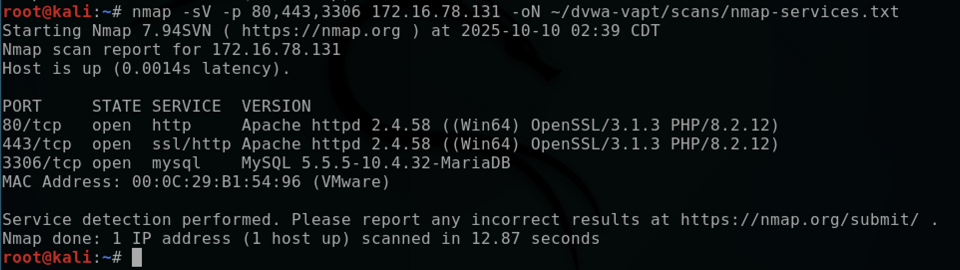 root@kali:~# nmap -sV -p 80,443,3306 172.16.78.131 -oN ~/dvwa-vapt/scans/nmap-services.txt
Starting Nmap 7.94SVN ( https://nmap.org ) at 2025-10-10 02:39 CDT
Nmap scan report for 172.16.78.131
Host is up (0.0014s latency).

PORT     STATE SERVICE  VERSION
80/tcp   open  http     Apache httpd 2.4.58 ((Win64) OpenSSL/3.1.3 PHP/8.2.12)
443/tcp  open  ssl/http Apache httpd 2.4.58 ((Win64) OpenSSL/3.1.3 PHP/8.2.12)
3306/tcp open  mysql    MySQL 5.5.5-10.4.32-MariaDB
MAC Address: 00:0C:29:B1:54:96 (VMware)

Service detection performed. Please report any incorrect results at https://nmap.org/submit/ .
Nmap done: 1 IP address (1 host up) scanned in 12.87 seconds
root@kali:~#